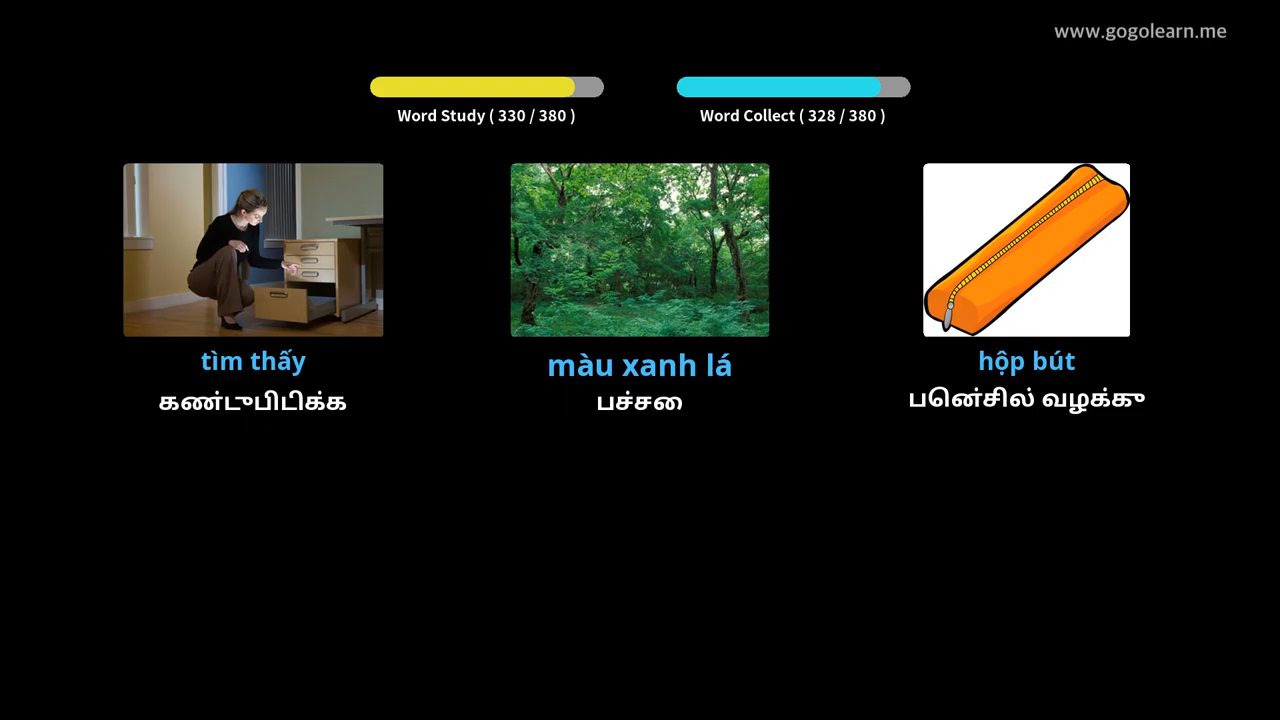 www.gogolearn.me
Word Study ( 330 / 380 )
Word Collect ( 328 / 380 )
tìm thấy
màu xanh lá
hộp bút
கண்டுபிடிக்க
பச்சை
பென்சில் வழக்கு